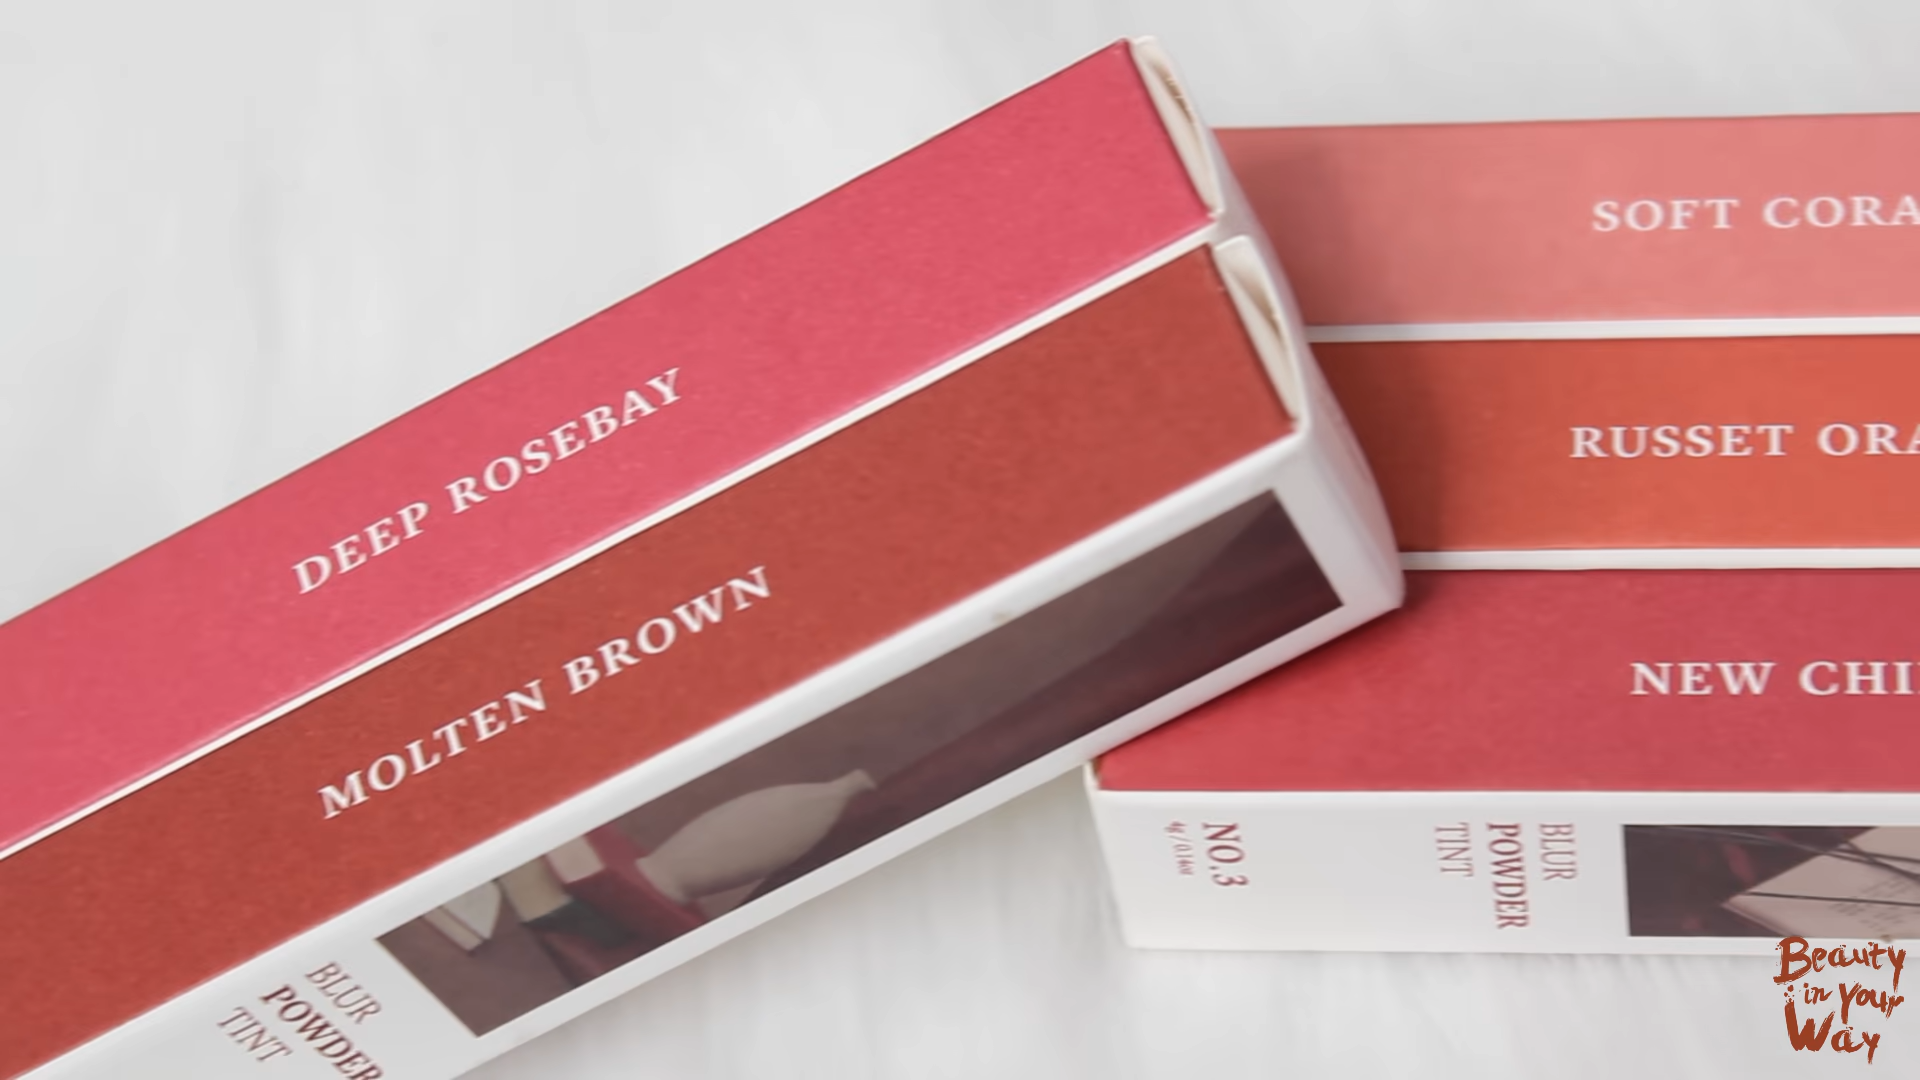 DEEP ROSEBAY
MOLTEN BROWN
BLUR
POWDER
TINT
SOFT CORA
RUSSET ORA
NEW CHI
NO.3
BLUR
POWDER
TINT
Beauty
in Your
Way